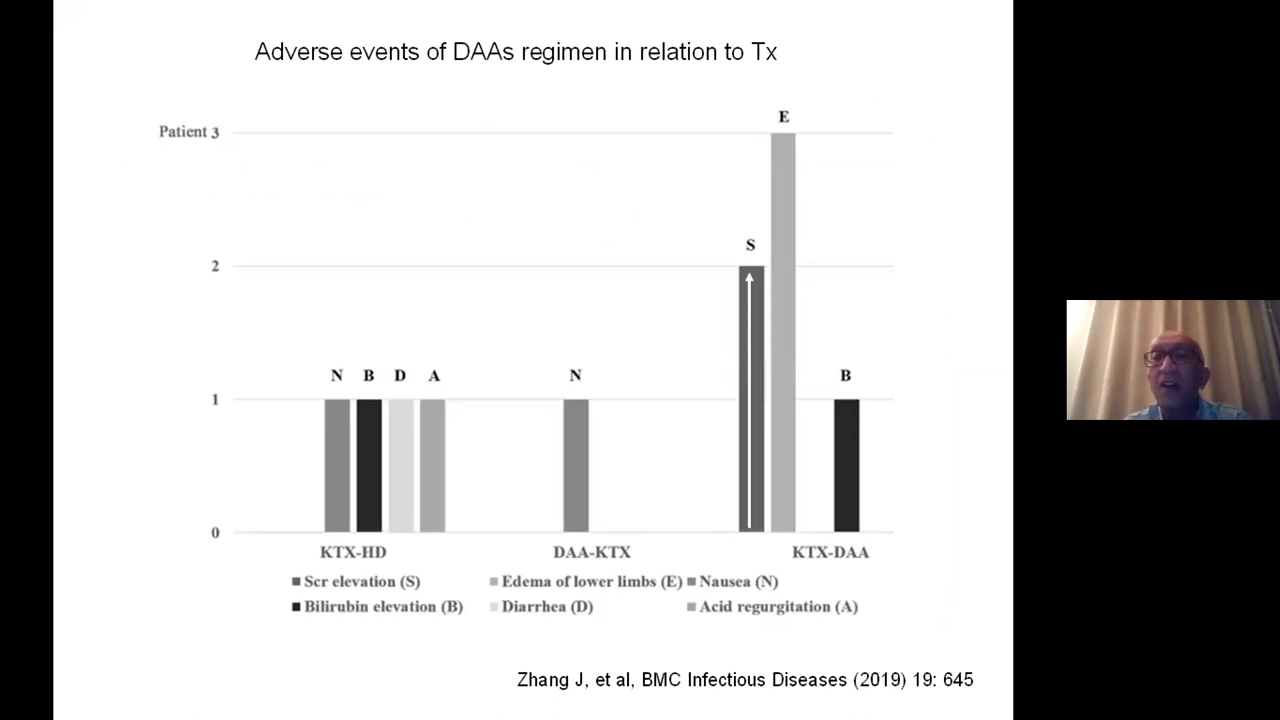 Adverse events of DAAs regimen in relation to Tx
E
Patient 3
S
2
N B D A N B
1
0
KTX-HD DAA-KTX KTX-DAA
Scr elevation (S) Edema of lower limbs (E) Nausea (N)
Bilirubin elevation (B) Diarrhea (D) Acid regurgitation (A)
Zhang J, et al, BMC Infectious Diseases (2019) 19: 645